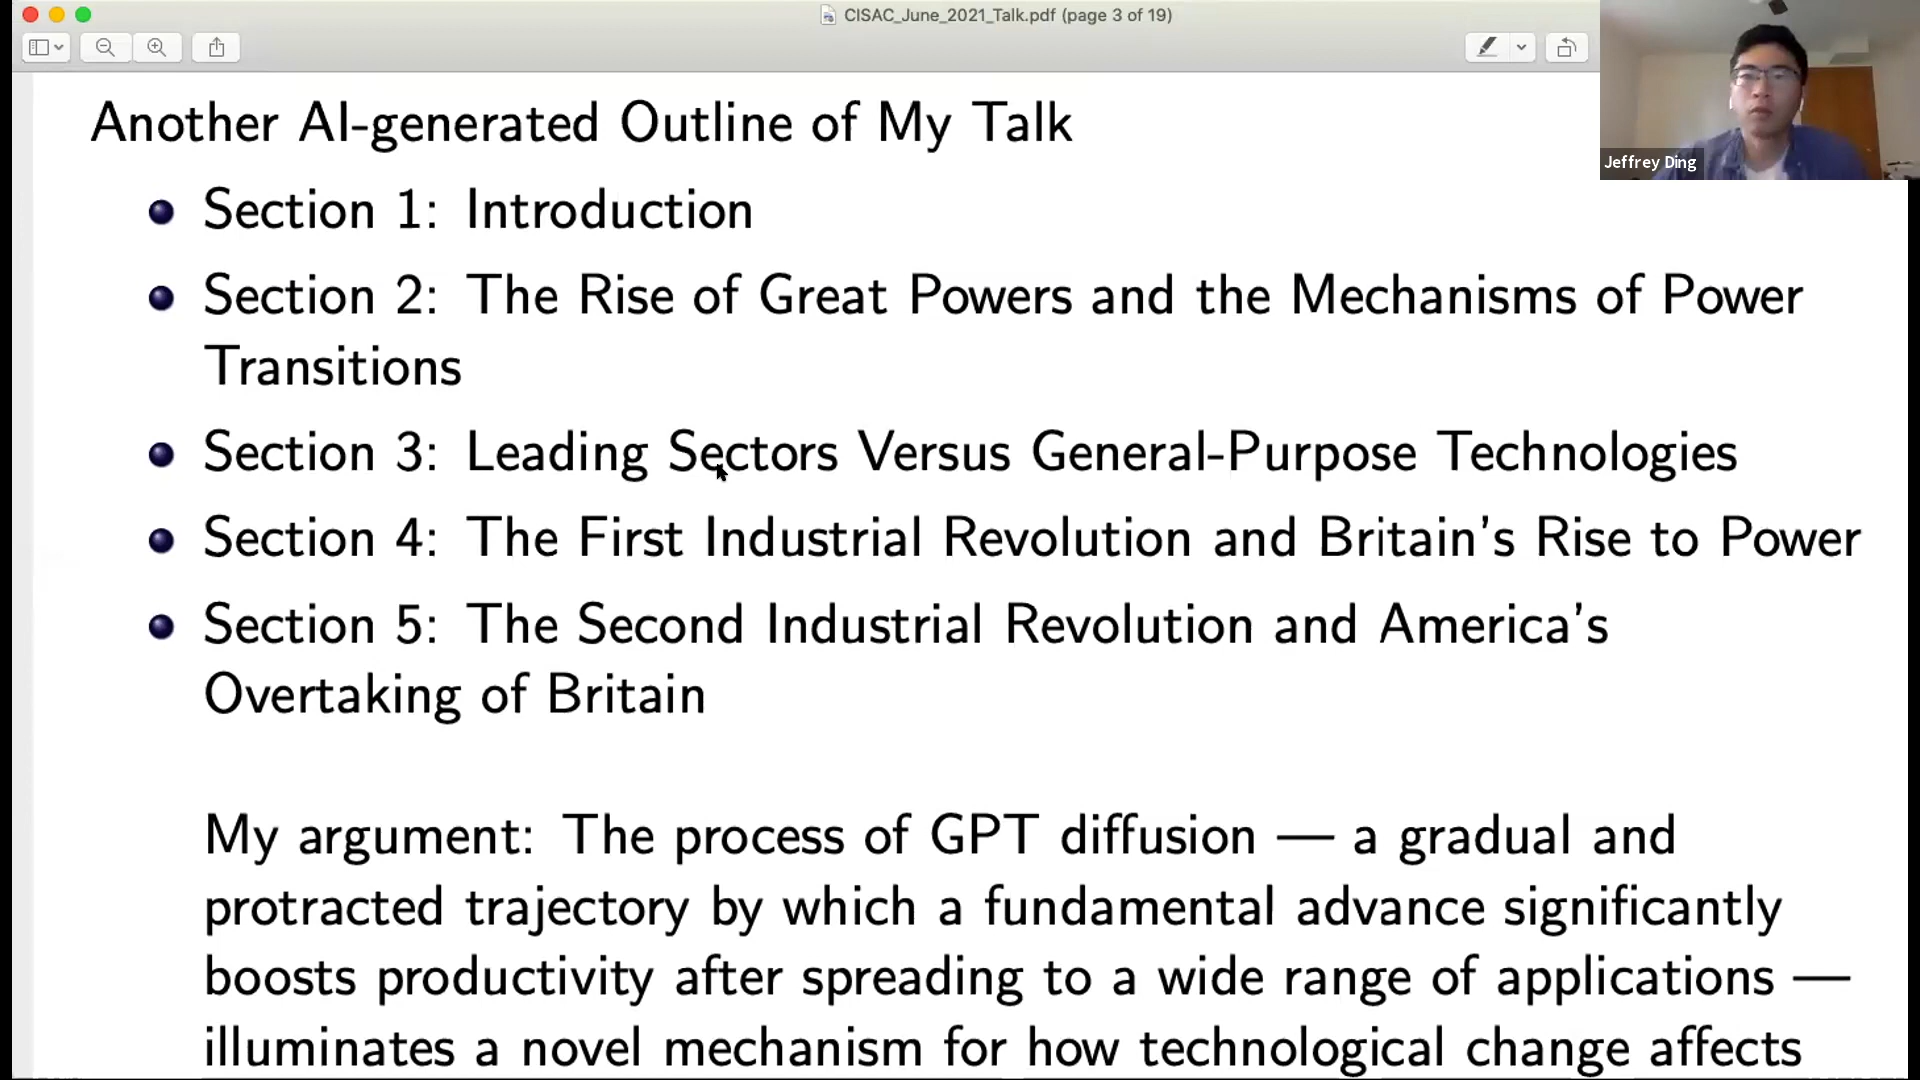 CISAC_June_2021_Talk.pdf (page 3 of 19)
Jeffrey Ding
Another AI-generated Outline of My Talk
Section 1: Introduction
Section 2: The Rise of Great Powers and the Mechanisms of Power
Transitions
Section 3: Leading Sectors Versus General-Purpose Technologies
Section 4: The First Industrial Revolution and Britain's Rise to Power
Section 5: The Second Industrial Revolution and America's
Overtaking of Britain
My argument: The process of GPT diffusion — a gradual and
protracted trajectory by which a fundamental advance significantly
boosts productivity after spreading to a wide range of applications —
illuminates a novel mechanism for how technological change affects